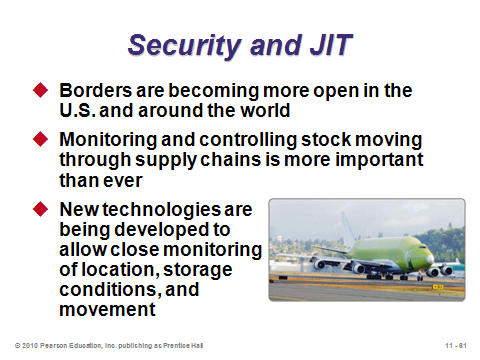 Security and JIT
Borders are becoming more open in the
U.S. and around the world
Monitoring and controlling stock moving
through supply chains is more important
than ever
New technologies are
being developed to
allow close monitoring
of location, storage
conditions, and
movement
© 2010 Pearson Education, Inc. publishing as Prentice Hall
11 - 61